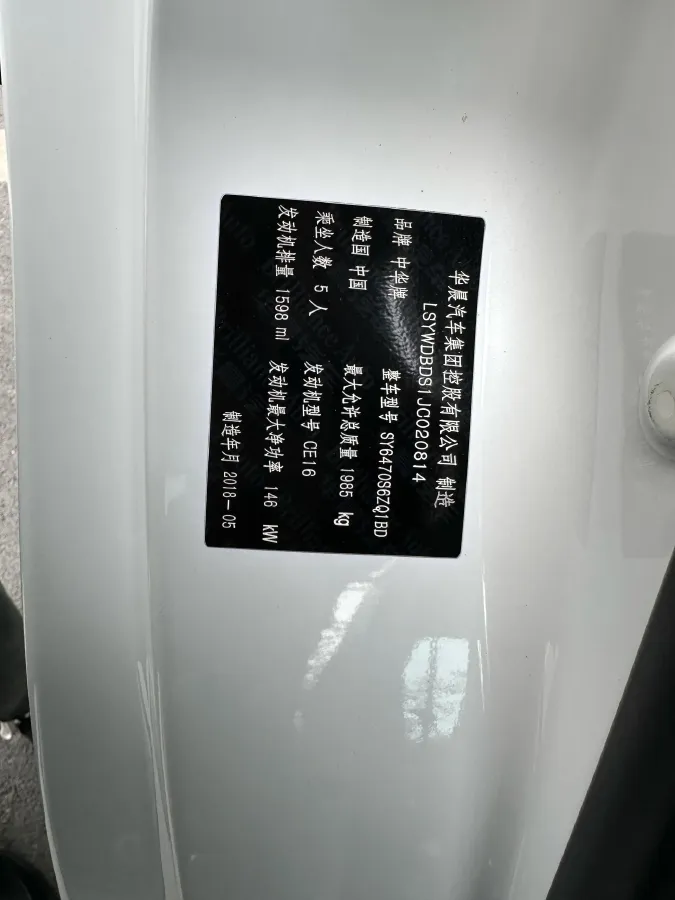 华晨汽车集团控股有限公司 制造
LSYWDBDS1JC020814
品牌 中华牌 整车型号 SY6470S6ZQ1BD
制造国 中国 最大允许总质量 1985 kg
乘坐人数 5 人 发动机型号 CE16
发动机排量 1598 ml 发动机最大净功率 146 kW
制造年月 2018-05